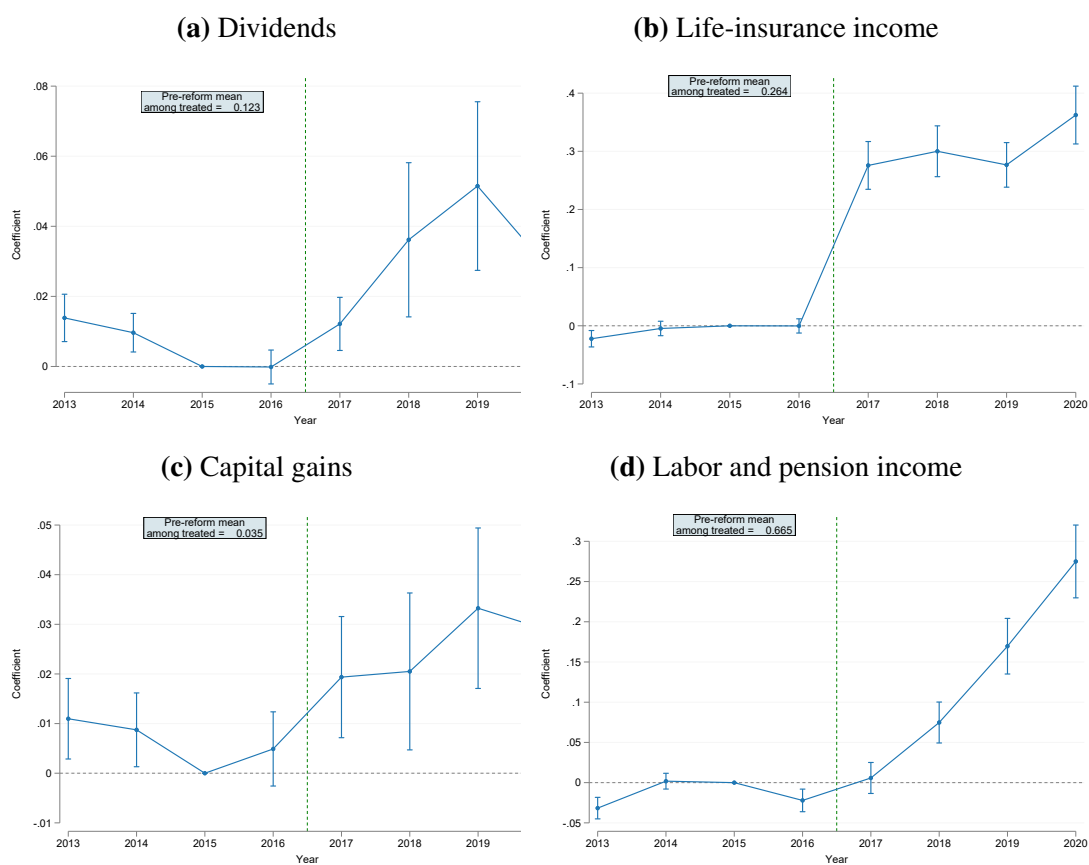 (a) Dividends
Pre-reform mean
among treated = 0.123
.08
.06
.04
.02
0
Coefficient
2013 2014 2015 2016 2017 2018 2019
Year
(b) Life-insurance income
Pre-reform mean
among treated = 0.264
.4
.3
.2
.1
0
-.1
Coefficient
2013 2014 2015 2016 2017 2018 2019 2020
Year
(c) Capital gains
Pre-reform mean
among treated = 0.035
.05
.04
.03
.02
.01
0
-.01
Coefficient
2013 2014 2015 2016 2017 2018 2019
Year
(d) Labor and pension income
Pre-reform mean
among treated = 0.665
.3
.25
.2
.15
.1
.05
0
-.05
Coefficient
2013 2014 2015 2016 2017 2018 2019 2020
Year